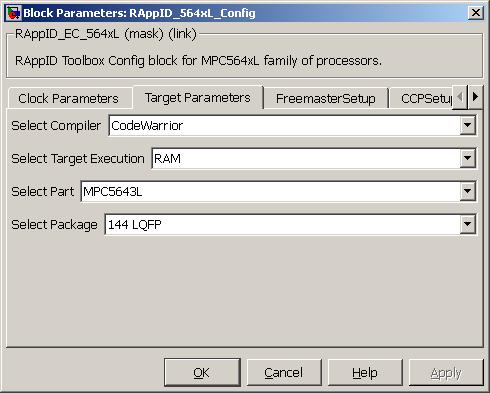 Block Parameters: RAppID_564xL_Config
RAppID_EC_564xL (mask) (link)
RAppID Toolbox Config block for MPC564xL family of processors.
Clock Parameters Target Parameters FreemasterSetup CCPSetup
Select Compiler CodeWarrior
Select Target Execution RAM
Select Part MPC5643L
Select Package 144 LQFP
OK Cancel Help Apply